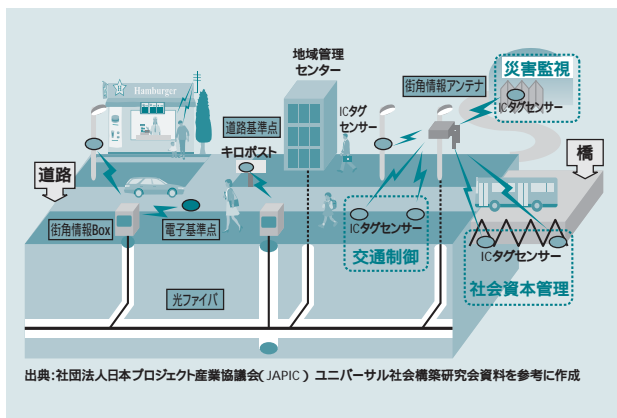 地域管理
センター
街角情報アンテナ
災害監視
ICタグセンサー
H
Hamburger
道路基準点
ICタグ
センサー
キロポスト
橋
道路
街角情報Box
電子基準点
ICタグセンサー
交通制御
ICタグセンサー
社会資本管理
光ファイバ
出典:社団法人日本プロジェクト産業協議会(JAPIC)ユニバーサル社会構築研究会資料を参考に作成